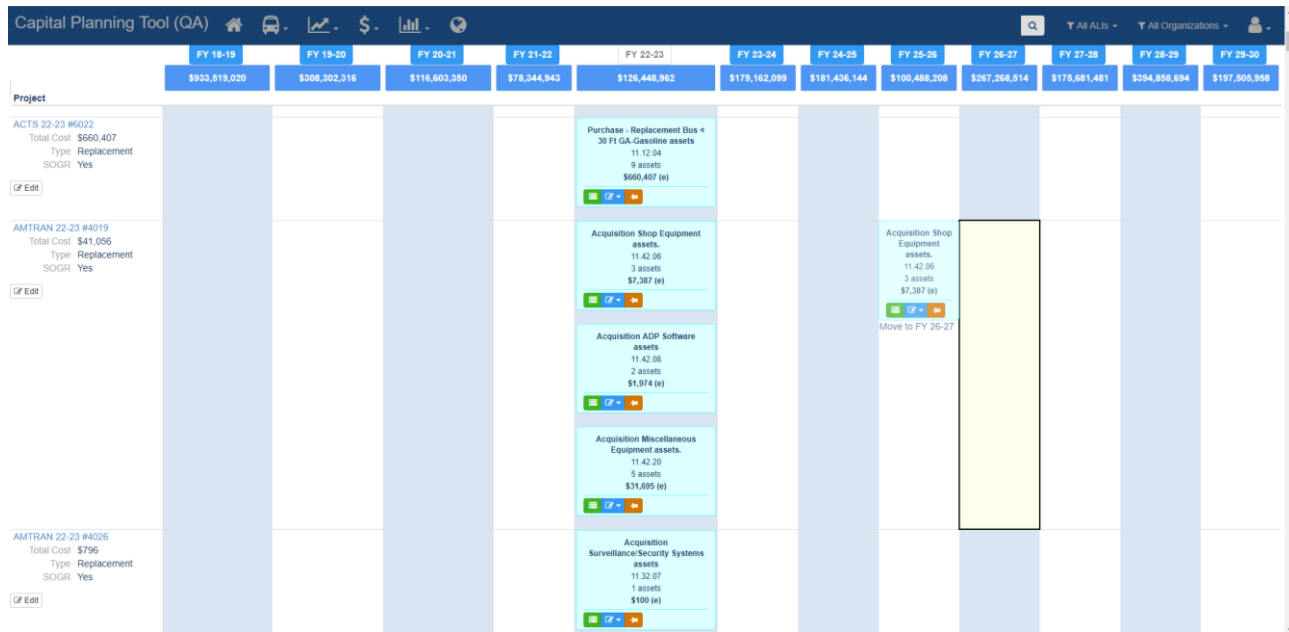 Capital Planning Tool (QA) $ All ALIs All Organizations
FY 18-19 FY 19-20 FY 20-21 FY 21-22 FY 22-23 FY 23-24 FY 24-25 FY 25-26 FY 26-27 FY 27-28 FY 28-29 FY 29-30
$933,519,020 $308,302,316 $116,603,350 $78,344,943 $126,448,962 $179,162,099 $181,436,144 $100,488,208 $267,268,514 $175,681,481 $394,858,694 $197,505,958
Project
ACTS 22-23 #6022
Total Cost $660,407
Type Replacement
SOGR Yes
Edit
Purchase - Replacement Bus <
30 Ft GA-Gasoline assets
11.12.04
9 assets
$660,407 (e)
AMTRAN 22-23 #4019
Total Cost $41,056
Type Replacement
SOGR Yes
Edit
Acquisition Shop Equipment
assets.
11.42.06
3 assets
$7,387 (e)
Acquisition Shop
Equipment
assets.
11.42.06
3 assets
$7,387 (e)
Move to FY 26-27
Acquisition ADP Software
assets
11.42.08
2 assets
$1,974 (e)
Acquisition Miscellaneous
Equipment assets.
11.42.20
5 assets
$31,695 (e)
AMTRAN 22-23 #4026
Total Cost $796
Type Replacement
SOGR Yes
Edit
Acquisition
Surveillance/Security Systems
assets
11.32.07
1 assets
$100 (e)